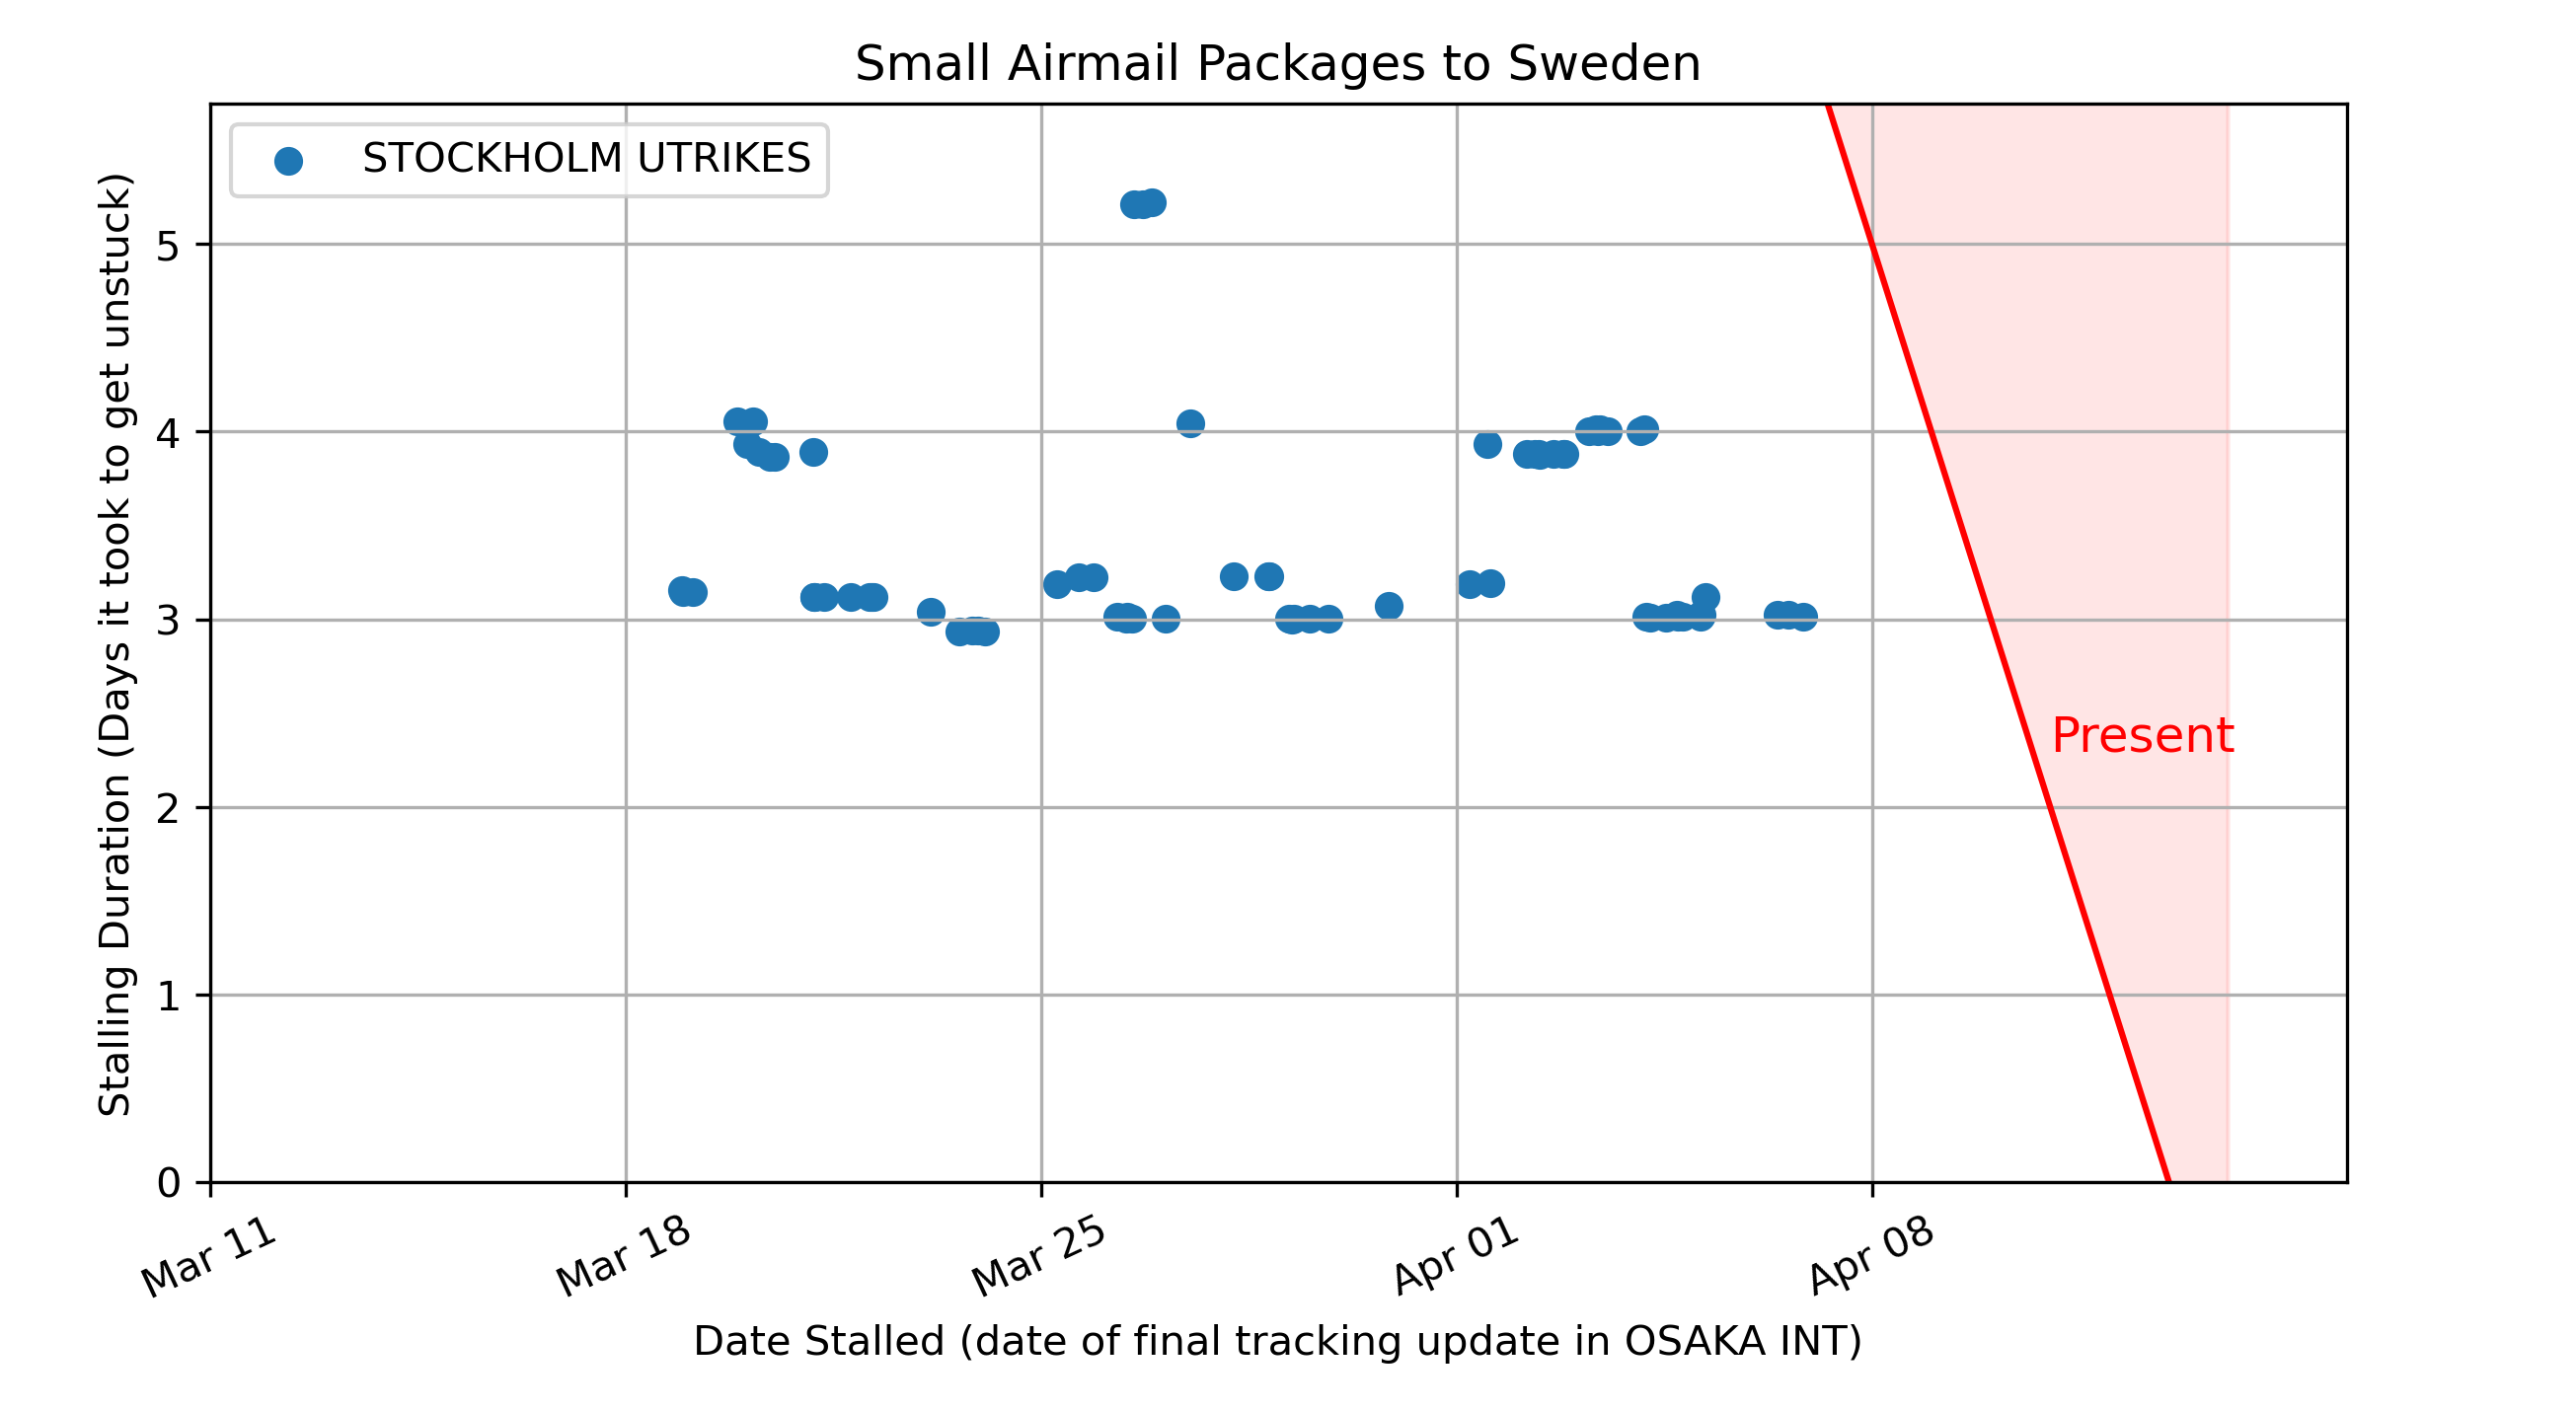 Small Airmail Packages to Sweden
STOCKHOLM UTRIKES
Stalling Duration (Days it took to get unstuck)
5
4
3
2
1
0
Present
Mar 11
Mar 18
Mar 25
Apr 01
Apr 08
Date Stalled (date of final tracking update in OSAKA INT)